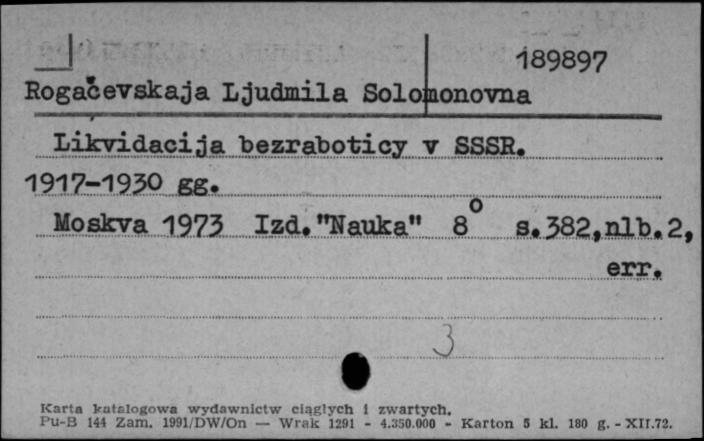 189897
Rogačevskaja Ljudmila Solomonovna
Likvidacija bezraboticy v SSSR.
1917-1930 gg.
Moskva 1973 Izd. "Nauka" 8° s.382, nlb.2,
err.
3
Karta katalogowa wydawnictw ciągłych i zwartych.
Pu-B 144 Zam. 1991/DW/On — Wrak 1291 - 4.350.000 - Karton 5 kl. 180 g. - XII.72.